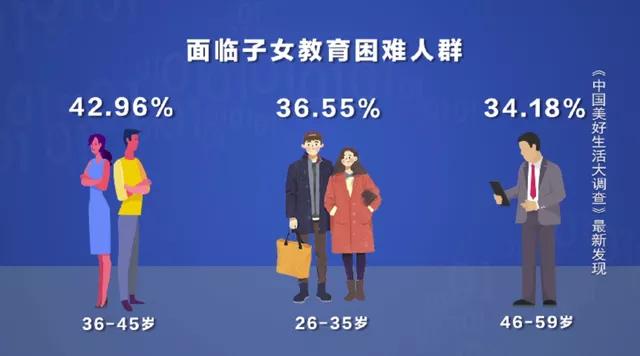 面临子女教育困难人群
42.96%
36.55%
34.18%
36-45岁
26-35岁
46-59岁
《中国美好生活大调查》最新发现